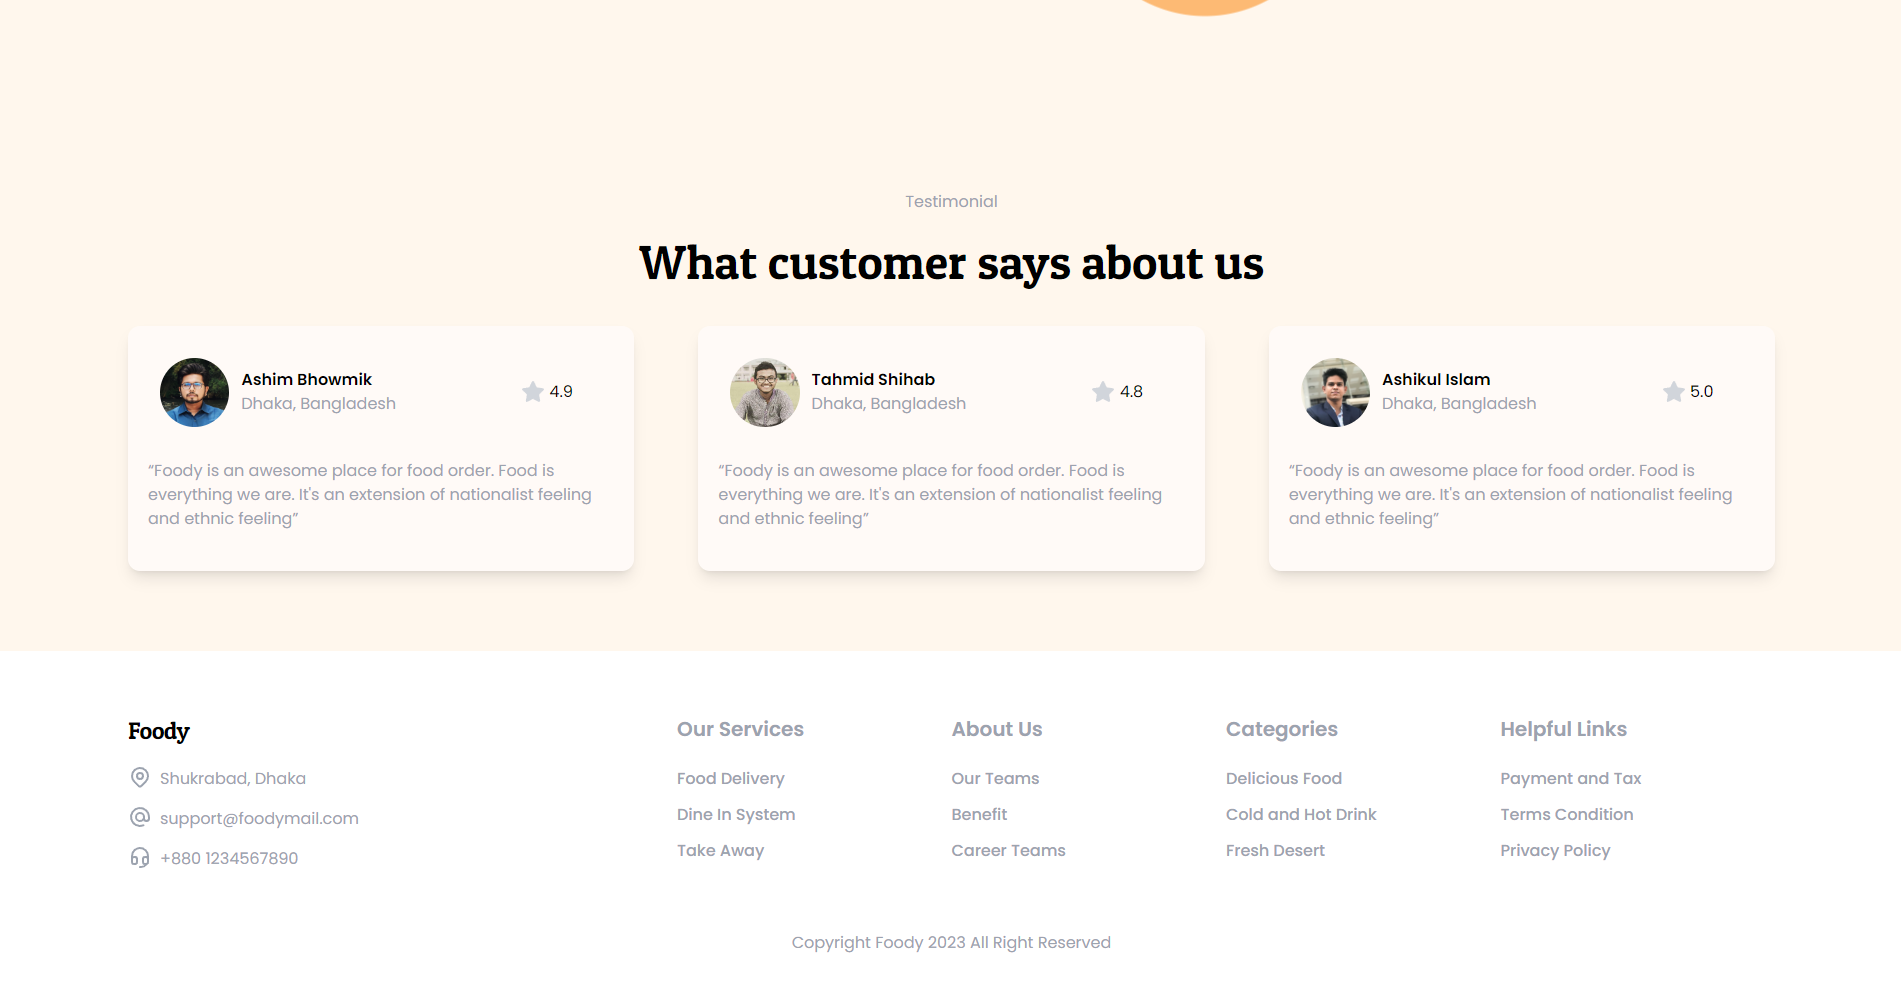 Testimonial
What customer says about us
Ashim Bhowmik
Dhaka, Bangladesh
4.9
“Foody is an awesome place for food order. Food is
everything we are. It's an extension of nationalist feeling
and ethnic feeling”
Tahmid Shihab
Dhaka, Bangladesh
4.8
“Foody is an awesome place for food order. Food is
everything we are. It's an extension of nationalist feeling
and ethnic feeling”
Ashikul Islam
Dhaka, Bangladesh
5.0
“Foody is an awesome place for food order. Food is
everything we are. It's an extension of nationalist feeling
and ethnic feeling”
Foody
Shukrabad, Dhaka
support@foodymail.com
+880 1234567890
Our Services
Food Delivery
Dine In System
Take Away
About Us
Our Teams
Benefit
Career Teams
Categories
Delicious Food
Cold and Hot Drink
Fresh Desert
Helpful Links
Payment and Tax
Terms Condition
Privacy Policy
Copyright Foody 2023 All Right Reserved